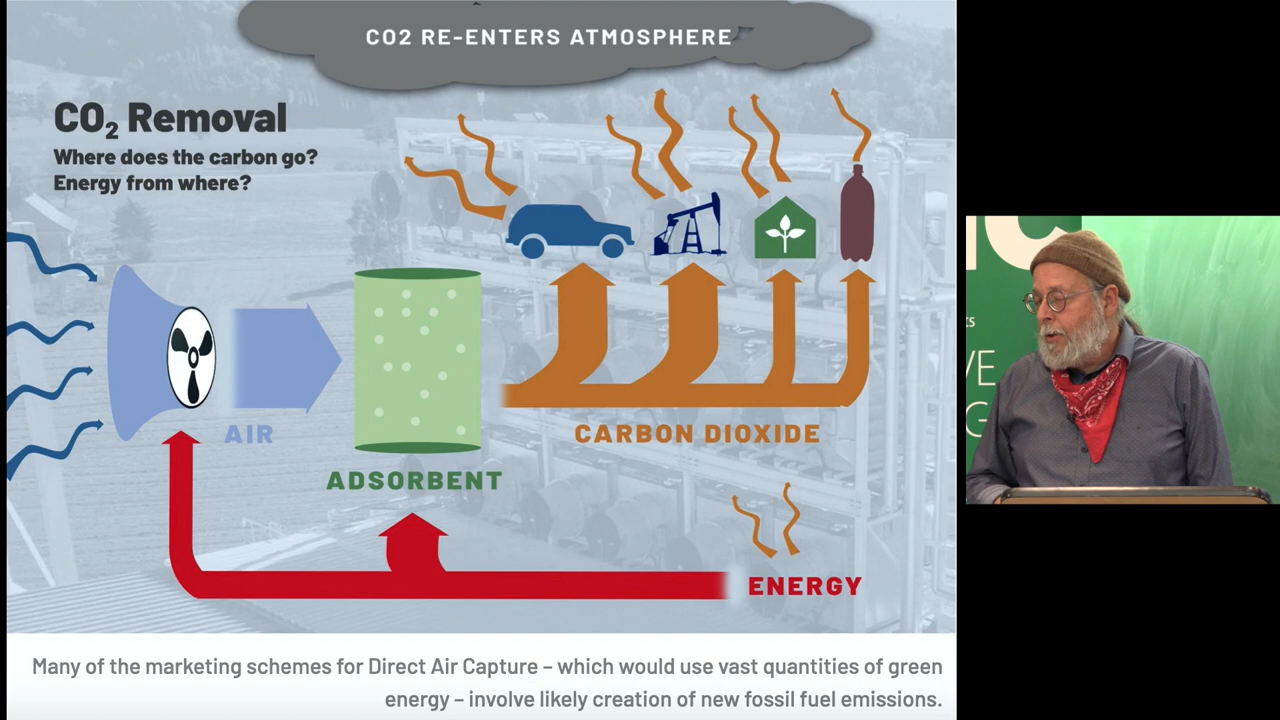 CO2 RE-ENTERS ATMOSPHERE
CO₂ Removal
Where does the carbon go?
Energy from where?
AIR
CARBON DIOXIDE
ADSORBENT
ENERGY
Many of the marketing schemes for Direct Air Capture – which would use vast quantities of green
energy – involve likely creation of new fossil fuel emissions.